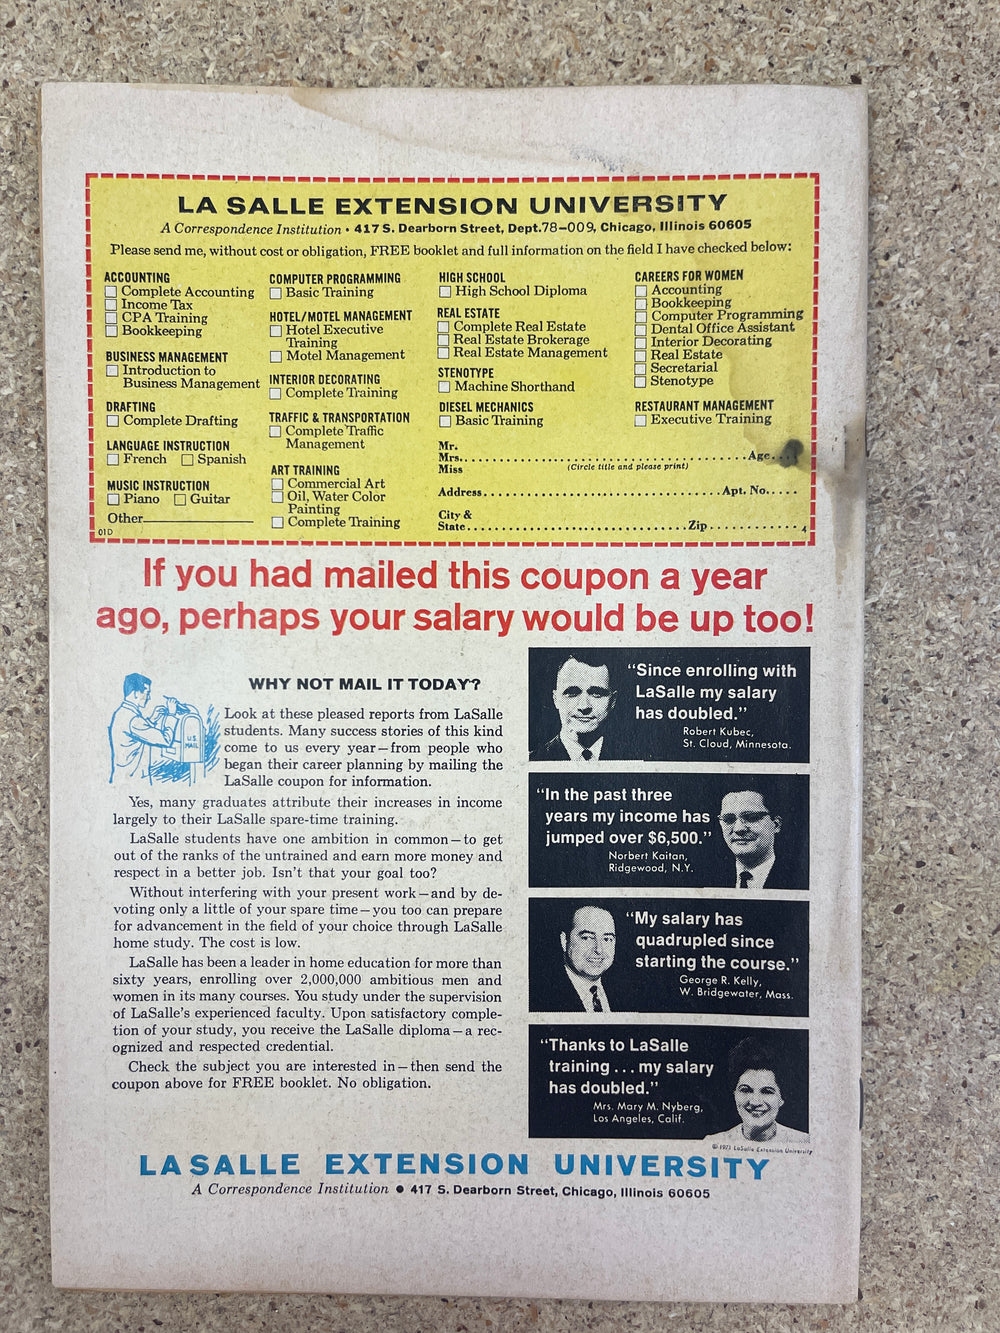 LA SALLE EXTENSION UNIVERSITY
A Correspondence Institution • 417 S. Dearborn Street, Dept. 78-009, Chicago, Illinois 60605
Please send me, without cost or obligation, FREE booklet and full information on the field I have checked below:
ACCOUNTING
Complete Accounting
Income Tax
CPA Training
Bookkeeping
BUSINESS MANAGEMENT
Introduction to
Business Management
DRAFTING
Complete Drafting
LANGUAGE INSTRUCTION
French Spanish
MUSIC INSTRUCTION
Piano Guitar
Other
01D
COMPUTER PROGRAMMING
Basic Training
HOTEL/MOTEL MANAGEMENT
Hotel Executive
Training
Motel Management
INTERIOR DECORATING
Complete Training
TRAFFIC & TRANSPORTATION
Complete Traffic
Management
ART TRAINING
Commercial Art
Oil, Water Color
Painting
Complete Training
HIGH SCHOOL
High School Diploma
REAL ESTATE
Complete Real Estate
Real Estate Brokerage
Real Estate Management
STENOTYPE
Machine Shorthand
DIESEL MECHANICS
Basic Training
CAREERS FOR WOMEN
Accounting
Bookkeeping
Computer Programming
Dental Office Assistant
Interior Decorating
Real Estate
Secretarial
Stenotype
RESTAURANT MANAGEMENT
Executive Training
Mr.
Mrs. Age
Miss (Circle title and please print)
Address Apt. No.
City &
State Zip 4
If you had mailed this coupon a year
ago, perhaps your salary would be up too!
WHY NOT MAIL IT TODAY?
U.S.
MAIL
Look at these pleased reports from LaSalle
students. Many success stories of this kind
come to us every year—from people who
began their career planning by mailing the
LaSalle coupon for information.
Yes, many graduates attribute their increases in income
largely to their LaSalle spare-time training.
LaSalle students have one ambition in common—to get
out of the ranks of the untrained and earn more money and
respect in a better job. Isn't that your goal too?
Without interfering with your present work—and by de-
voting only a little of your spare time—you too can prepare
for advancement in the field of your choice through LaSalle
home study. The cost is low.
LaSalle has been a leader in home education for more than
sixty years, enrolling over 2,000,000 ambitious men and
women in its many courses. You study under the supervision
of LaSalle's experienced faculty. Upon satisfactory comple-
tion of your study, you receive the LaSalle diploma—a rec-
ognized and respected credential.
Check the subject you are interested in—then send the
coupon above for FREE booklet. No obligation.
"Since enrolling with
LaSalle my salary
has doubled."
Robert Kubec,
St. Cloud, Minnesota.
"In the past three
years my income has
jumped over $6,500."
Norbert Kaitan,
Ridgewood, N.Y.
"My salary has
quadrupled since
starting the course."
George R. Kelly,
W. Bridgewater, Mass.
"Thanks to LaSalle
training . . . my salary
has doubled."
Mrs. Mary M. Nyberg,
Los Angeles, Calif.
© 1971 LaSalle Extension University
LA SALLE EXTENSION UNIVERSITY
A Correspondence Institution • 417 S. Dearborn Street, Chicago, Illinois 60605